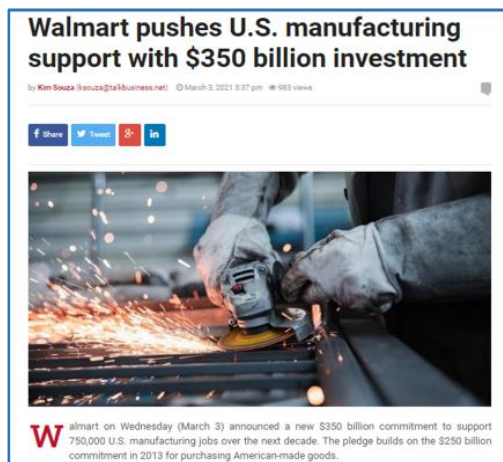 Walmart pushes U.S. manufacturing
support with $350 billion investment
by Kim Souza (ksouza@talkbusiness.net) March 3, 2021 3:37 pm 983 views
f Share Tweet g+ in
Walmart on Wednesday (March 3) announced a new $350 billion commitment to support
750,000 U.S. manufacturing jobs over the next decade. The pledge builds on the $250 billion
commitment in 2013 for purchasing American-made goods.